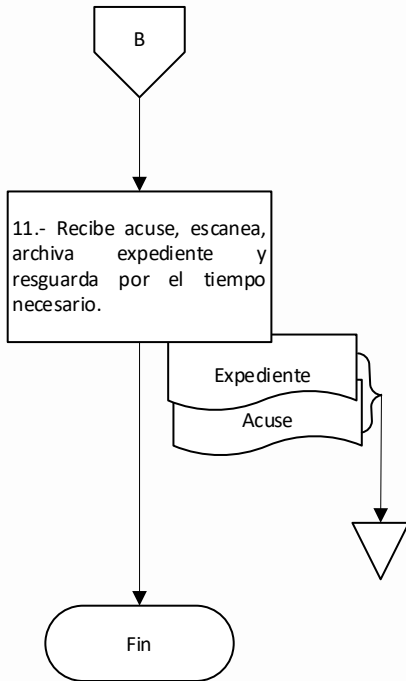 B
11.- Recibe acuse, escanea,
archiva expediente y
resguarda por el tiempo
necesario.
Expediente
Acuse
Fin